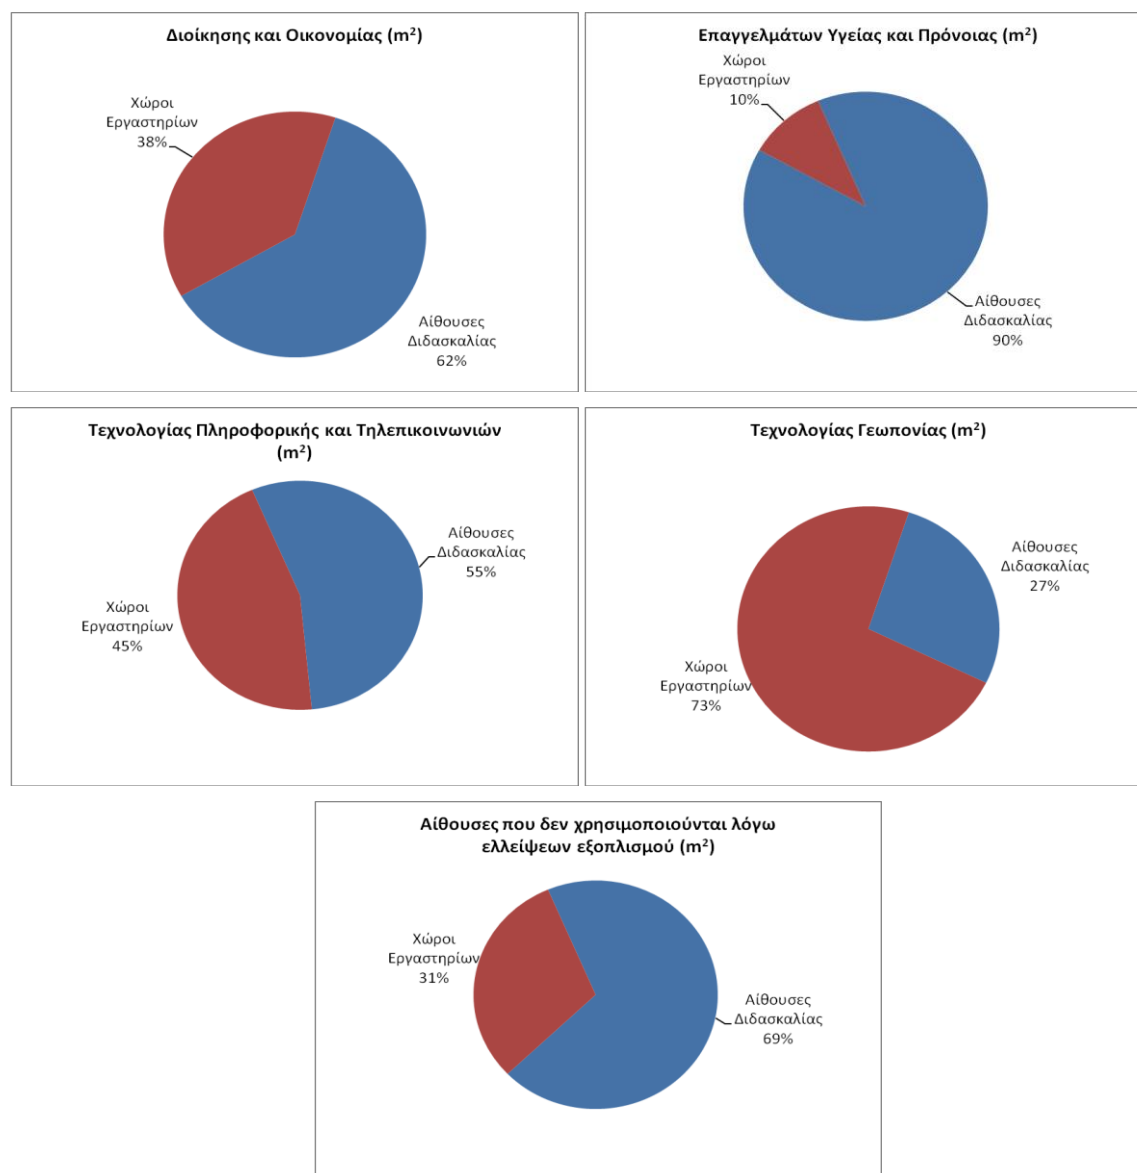 Διοίκησης και Οικονομίας (m²)
Χώροι
Εργαστηρίων
38%
Αίθουσες
Διδασκαλίας
62%
Επαγγελμάτων Υγείας και Πρόνοιας (m²)
Χώροι
Εργαστηρίων
10%
Αίθουσες
Διδασκαλίας
90%
Τεχνολογίας Πληροφορικής και Τηλεπικοινωνιών
(m²)
Αίθουσες
Διδασκαλίας
55%
Χώροι
Εργαστηρίων
45%
Τεχνολογίας Γεωπονίας (m²)
Αίθουσες
Διδασκαλίας
27%
Χώροι
Εργαστηρίων
73%
Αίθουσες που δεν χρησιμοποιούνται λόγω
ελλείψεων εξοπλισμού (m²)
Χώροι
Εργαστηρίων
31%
Αίθουσες
Διδασκαλίας
69%